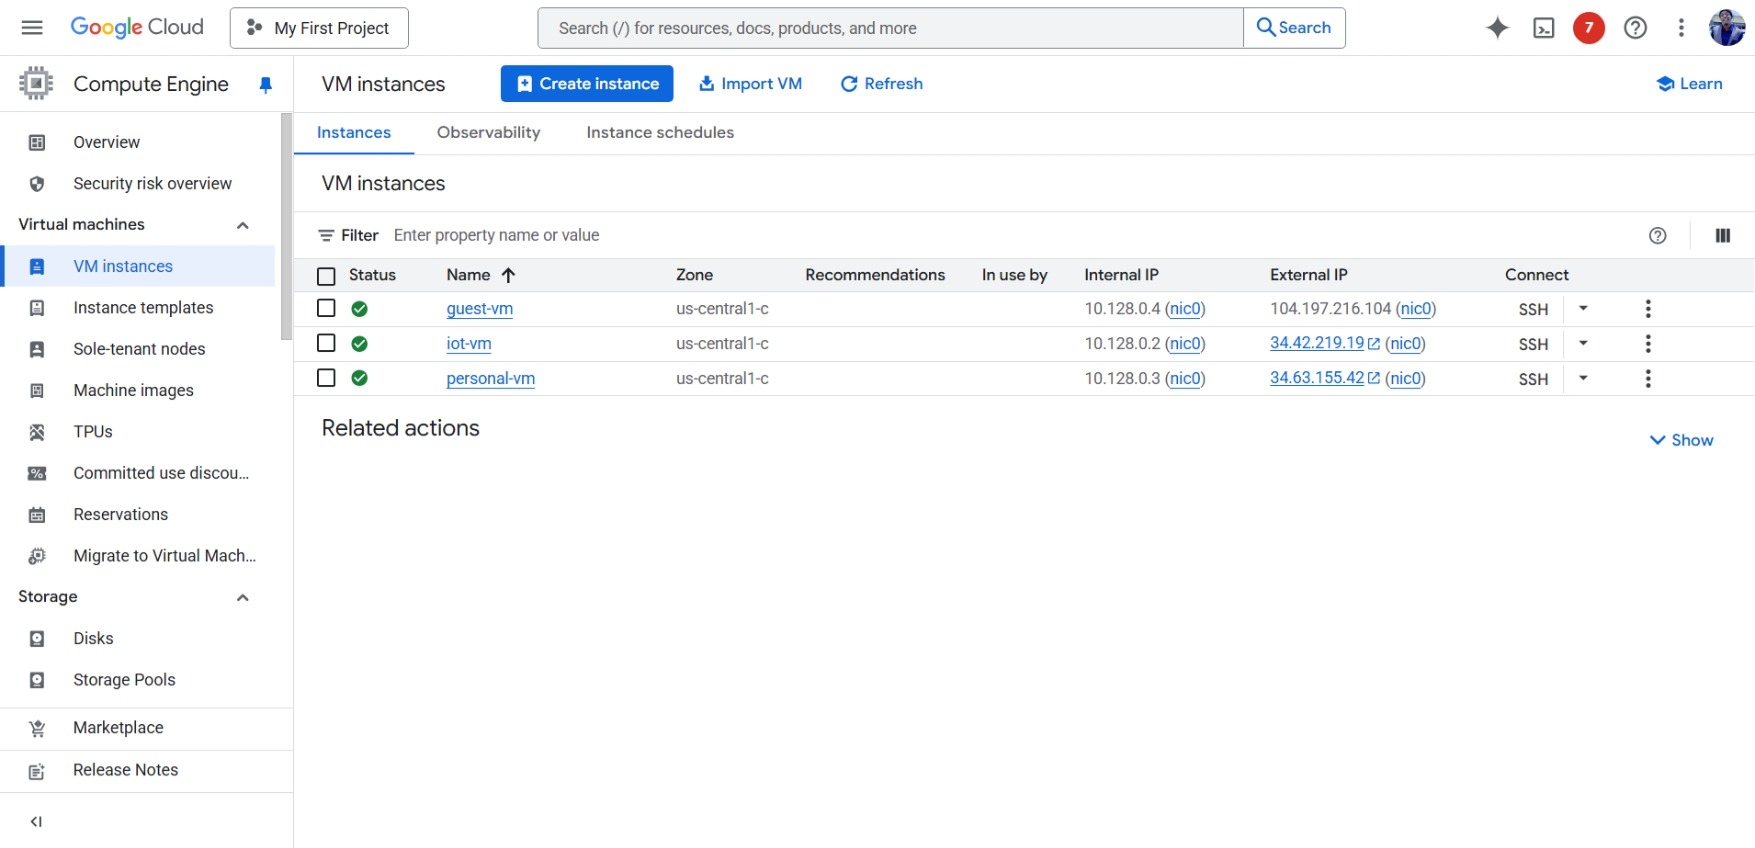 Google Cloud
My First Project
Search (/) for resources, docs, products, and more
Search
7
Compute Engine
VM instances
Create instance
Import VM
Refresh
Learn
Instances
Observability
Instance schedules
Overview
Security risk overview
Virtual machines
VM instances
Instance templates
Sole-tenant nodes
Machine images
TPUs
Committed use discou...
Reservations
Migrate to Virtual Mach...
Storage
Disks
Storage Pools
Marketplace
Release Notes
VM instances
Filter Enter property name or value
Status Name Zone Recommendations In use by Internal IP External IP Connect
guest-vm us-central1-c 10.128.0.4 (nic0) 104.197.216.104 (nic0) SSH
iot-vm us-central1-c 10.128.0.2 (nic0) 34.42.219.19 (nic0) SSH
personal-vm us-central1-c 10.128.0.3 (nic0) 34.63.155.42 (nic0) SSH
Related actions
Show